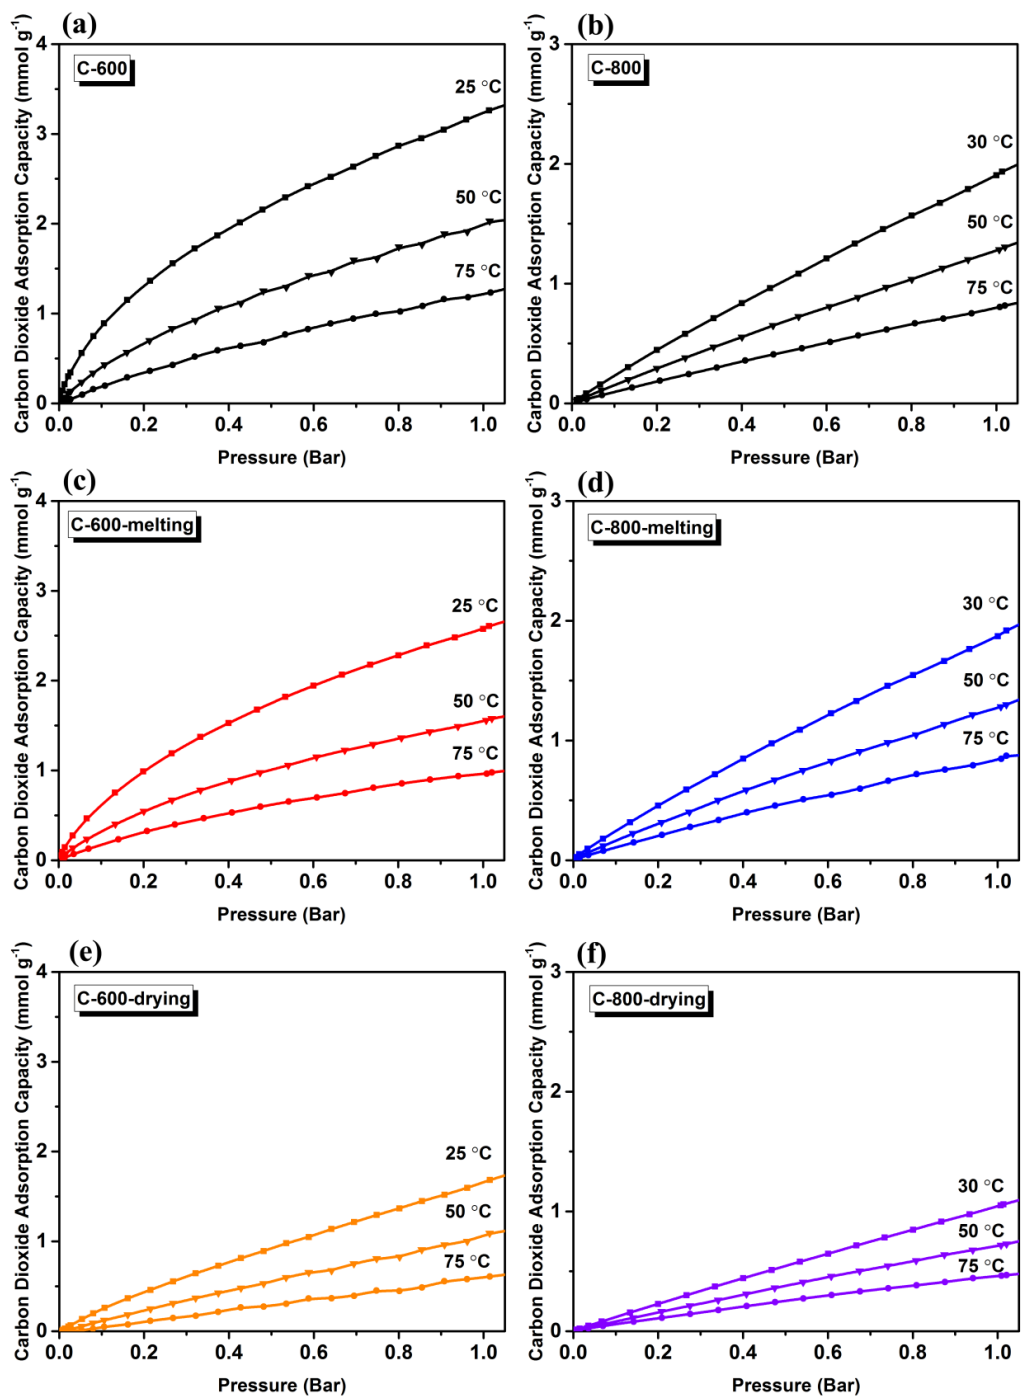 (a)
C-600
25 °C
50 °C
75 °C
Carbon Dioxide Adsorption Capacity (mmol g⁻¹)
4
3
2
1
0
0.0 0.2 0.4 0.6 0.8 1.0
Pressure (Bar)
(b)
C-800
30 °C
50 °C
75 °C
Carbon Dioxide Adsorption Capacity (mmol g⁻¹)
3
2
1
0
0.0 0.2 0.4 0.6 0.8 1.0
Pressure (Bar)
(c)
C-600-melting
25 °C
50 °C
75 °C
Carbon Dioxide Adsorption Capacity (mmol g⁻¹)
4
3
2
1
0
0.0 0.2 0.4 0.6 0.8 1.0
Pressure (Bar)
(d)
C-800-melting
30 °C
50 °C
75 °C
Carbon Dioxide Adsorption Capacity (mmol g⁻¹)
3
2
1
0
0.0 0.2 0.4 0.6 0.8 1.0
Pressure (Bar)
(e)
C-600-drying
25 °C
50 °C
75 °C
Carbon Dioxide Adsorption Capacity (mmol g⁻¹)
4
3
2
1
0
0.0 0.2 0.4 0.6 0.8 1.0
Pressure (Bar)
(f)
C-800-drying
30 °C
50 °C
75 °C
Carbon Dioxide Adsorption Capacity (mmol g⁻¹)
3
2
1
0
0.0 0.2 0.4 0.6 0.8 1.0
Pressure (Bar)